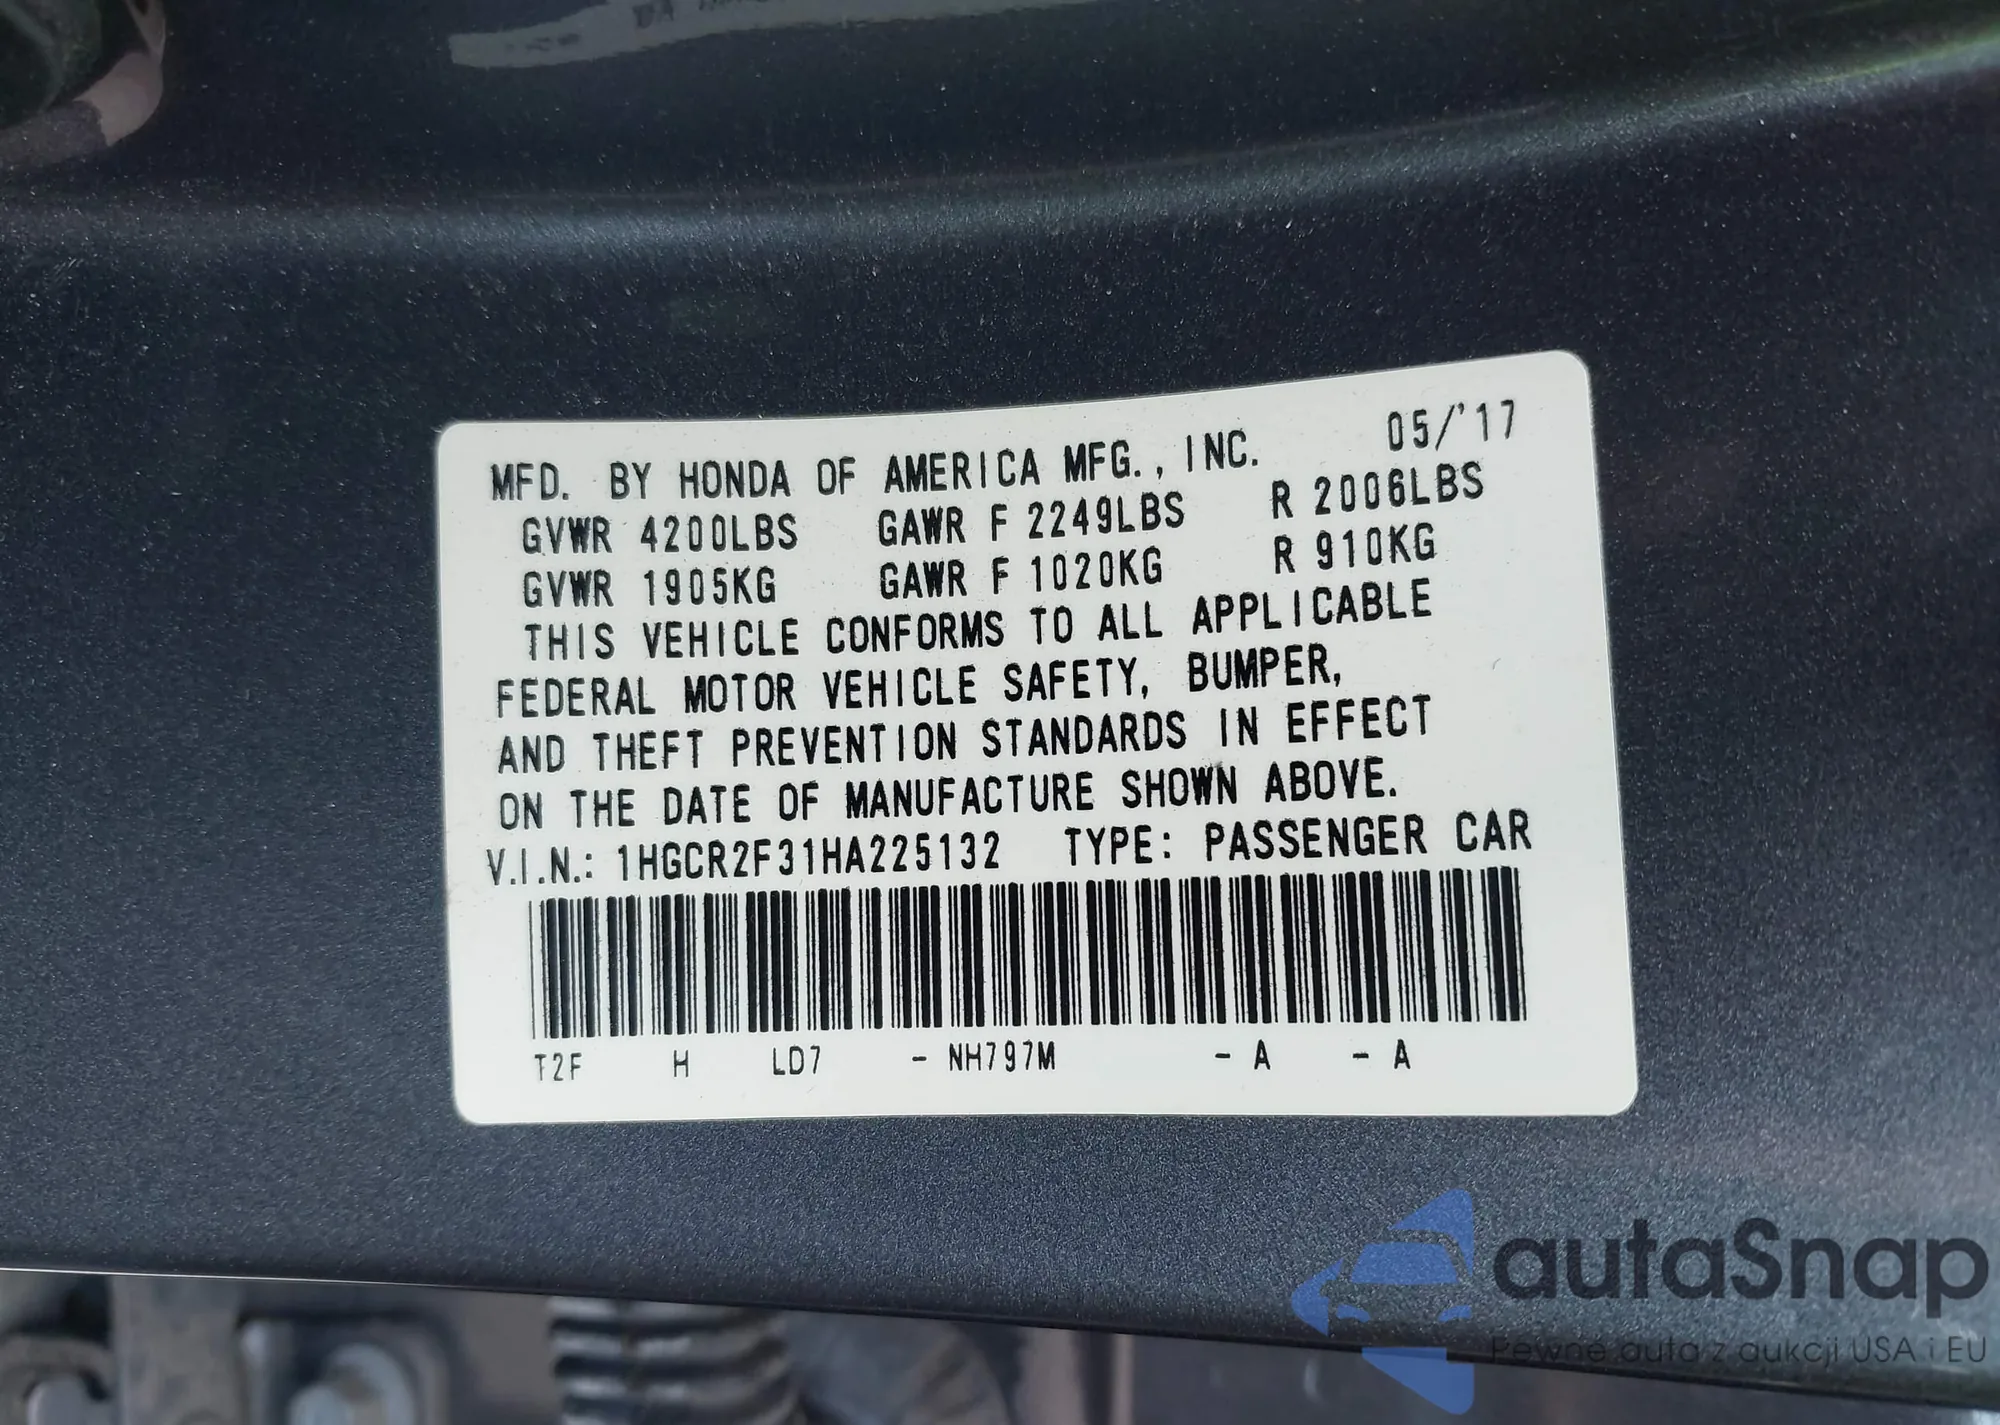 MFD. BY HONDA OF AMERICA MFG., INC. 05/'17
GVWR 4200LBS GAWR F 2249LBS R 2006LBS
GVWR 1905KG GAWR F 1020KG R 910KG
THIS VEHICLE CONFORMS TO ALL APPLICABLE
FEDERAL MOTOR VEHICLE SAFETY, BUMPER,
AND THEFT PREVENTION STANDARDS IN EFFECT
ON THE DATE OF MANUFACTURE SHOWN ABOVE.
V.I.N.: 1HGCR2F31HA225132 TYPE: PASSENGER CAR
T2F H LD7 - NH797M - A - A
autaSnap
Pewne auta z aukcji USA i EU